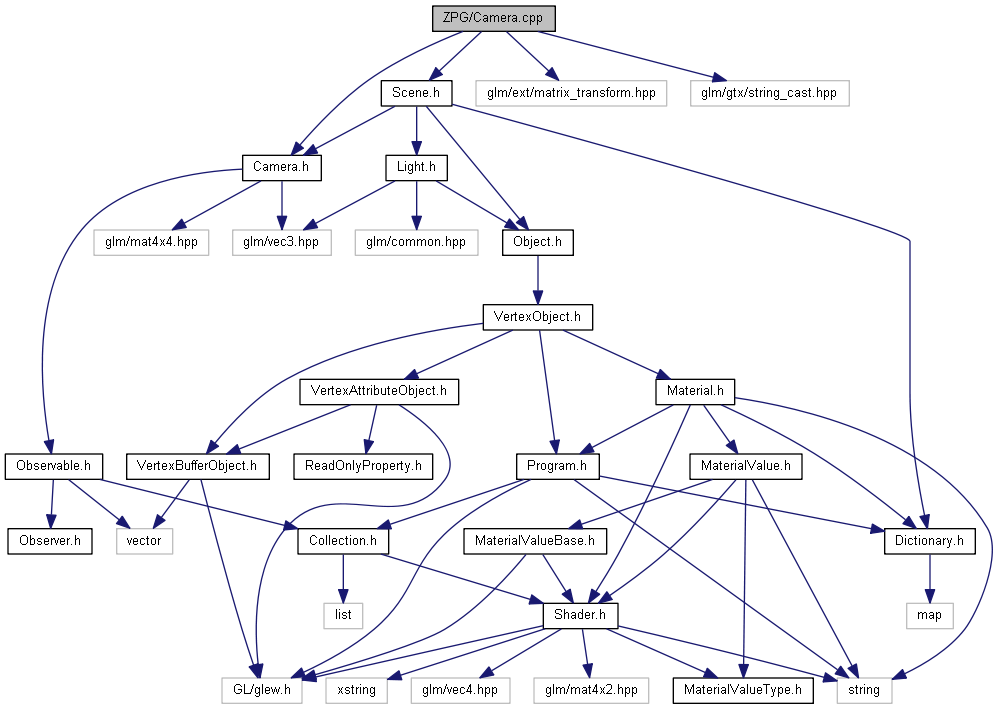 ZPG/Camera.cpp
Scene.h
glm/ext/matrix_transform.hpp
glm/gtx/string_cast.hpp
Camera.h
Light.h
glm/mat4x4.hpp
glm/vec3.hpp
glm/common.hpp
Object.h
VertexObject.h
VertexAttributeObject.h
Material.h
Observable.h
VertexBufferObject.h
ReadOnlyProperty.h
Program.h
MaterialValue.h
Observer.h
vector
Collection.h
MaterialValueBase.h
Dictionary.h
list
Shader.h
map
GL/glew.h
xstring
glm/vec4.hpp
glm/mat4x2.hpp
MaterialValueType.h
string